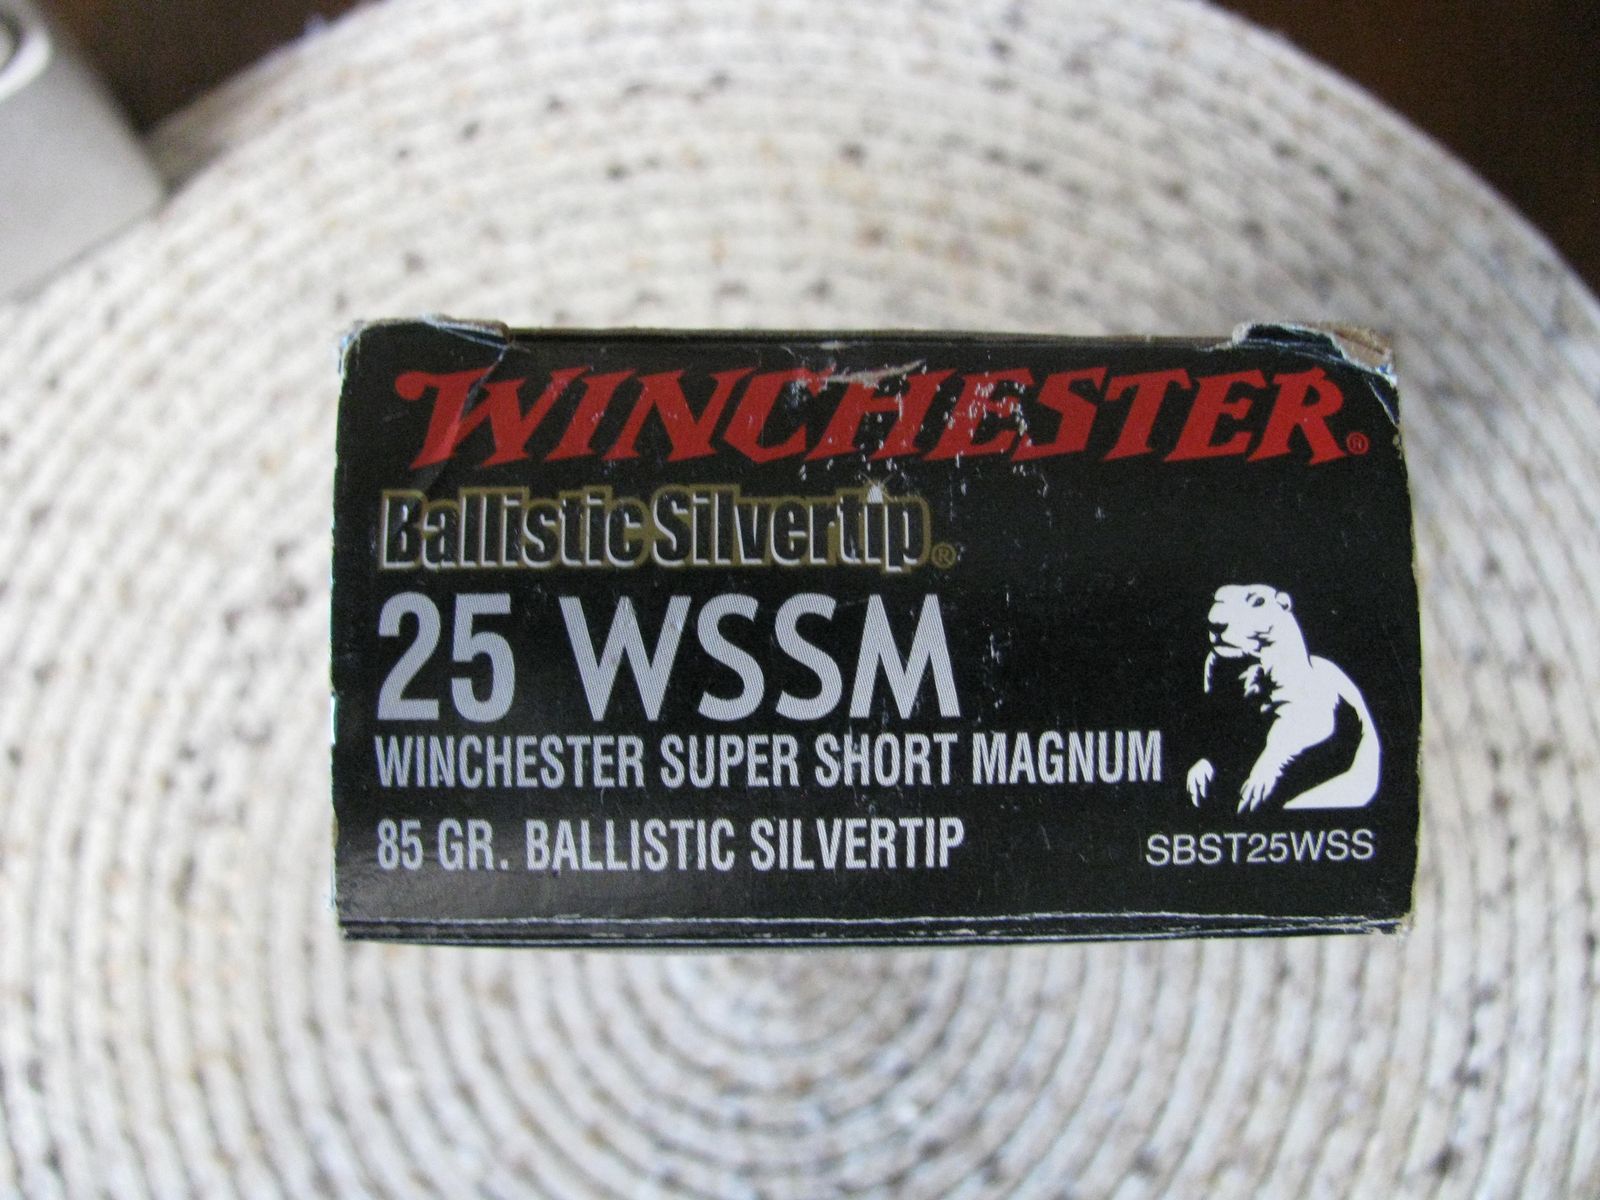 WINCHESTER®
Ballistic Silvertip®
25 WSSM
WINCHESTER SUPER SHORT MAGNUM
85 GR. BALLISTIC SILVERTIP
SBST25WSS